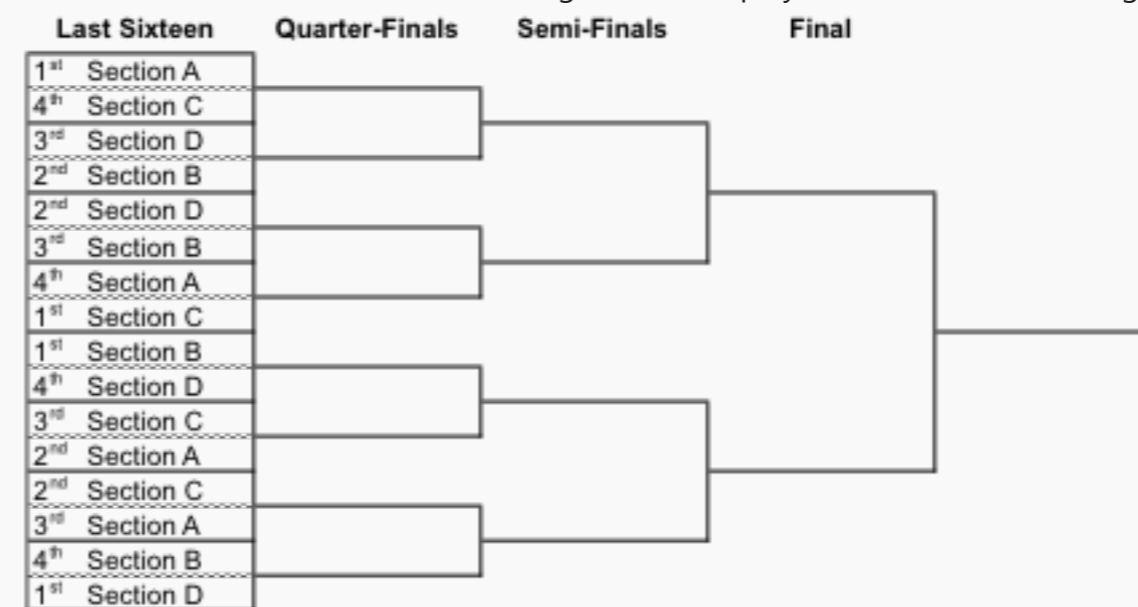 Last Sixteen Quarter-Finals Semi-Finals Final
1st Section A
4th Section C
3rd Section D
2nd Section B
2nd Section D
3rd Section B
4th Section A
1st Section C
1st Section B
4th Section D
3rd Section C
2nd Section A
2nd Section C
3rd Section A
4th Section B
1st Section D